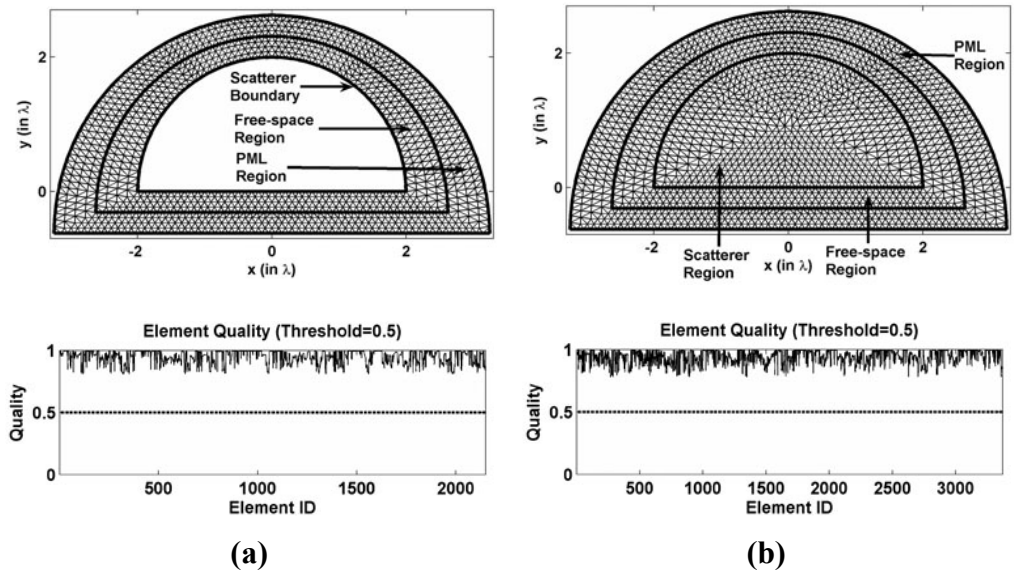 y (in λ)
2
0
Scatterer
Boundary
Free-space
Region
PML
Region
-2
0
2
x (in λ)
Element Quality (Threshold=0.5)
Quality
1
0.5
0
500
1000
1500
2000
Element ID
(a)
y (in λ)
2
0
PML
Region
-2
0
2
x (in λ)
Scatterer
Region
Free-space
Region
Element Quality (Threshold=0.5)
Quality
1
0.5
0
500
1000
1500
2000
2500
3000
Element ID
(b)